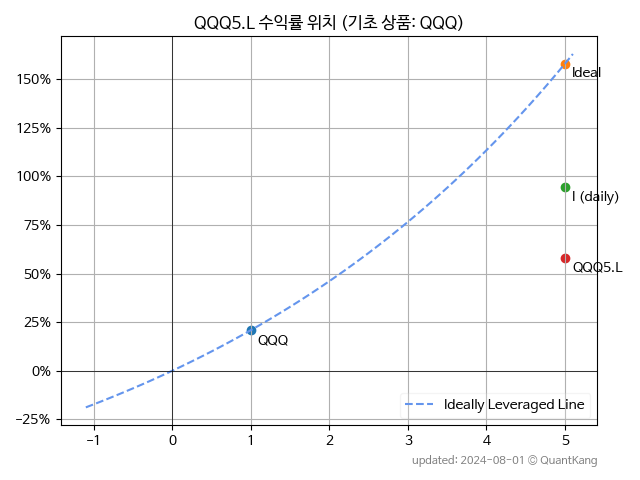 QQQ5.L 수익률 위치 (기초 상품: QQQ)
150%
125%
100%
75%
50%
25%
0%
−25%
Ideal
I (daily)
QQQ5.L
QQQ
Ideally Leveraged Line
−1 0 1 2 3 4 5
updated: 2024-08-01 © QuantKang